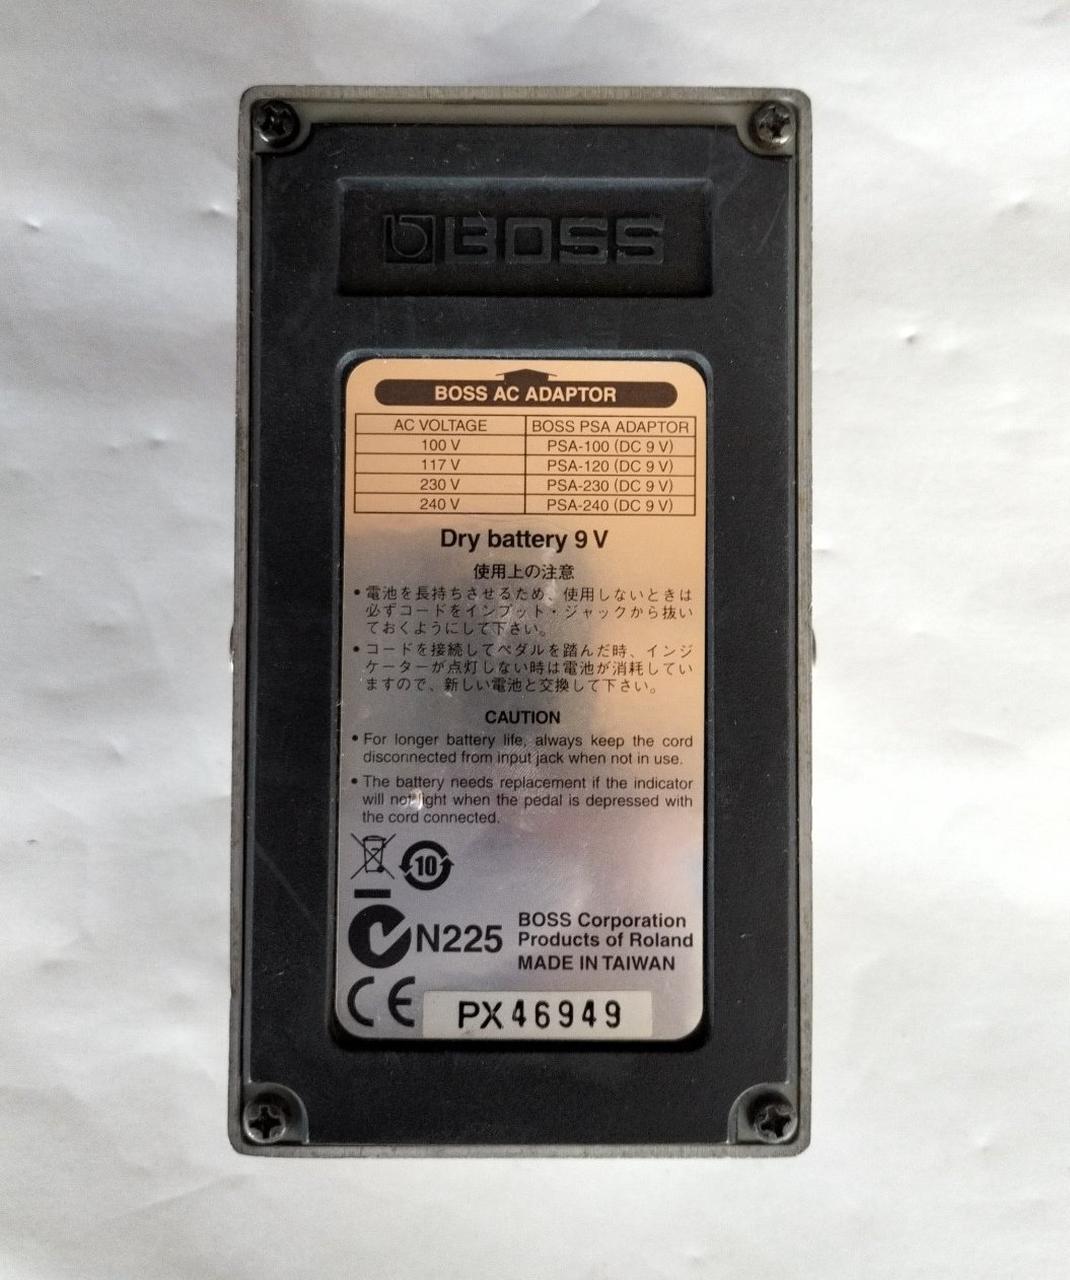 BOSS
BOSS AC ADAPTOR
AC VOLTAGE BOSS PSA ADAPTOR
100 V PSA-100 (DC 9 V)
117 V PSA-120 (DC 9 V)
230 V PSA-230 (DC 9 V)
240 V PSA-240 (DC 9 V)
Dry battery 9 V
使用上の注意
• 電池を長持ちさせるため、使用しないときは
必ずコードをインプット・ジャックから抜い
ておくようにして下さい。
• コードを接続してペダルを踏んだ時、インジ
ケーターが点灯しない時は電池が消耗してい
ますので、新しい電池と交換して下さい。
CAUTION
• For longer battery life, always keep the cord
disconnected from input jack when not in use.
• The battery needs replacement if the indicator
will not light when the pedal is depressed with
the cord connected.
10
N225
BOSS Corporation
Products of Roland
MADE IN TAIWAN
CE
PX46949